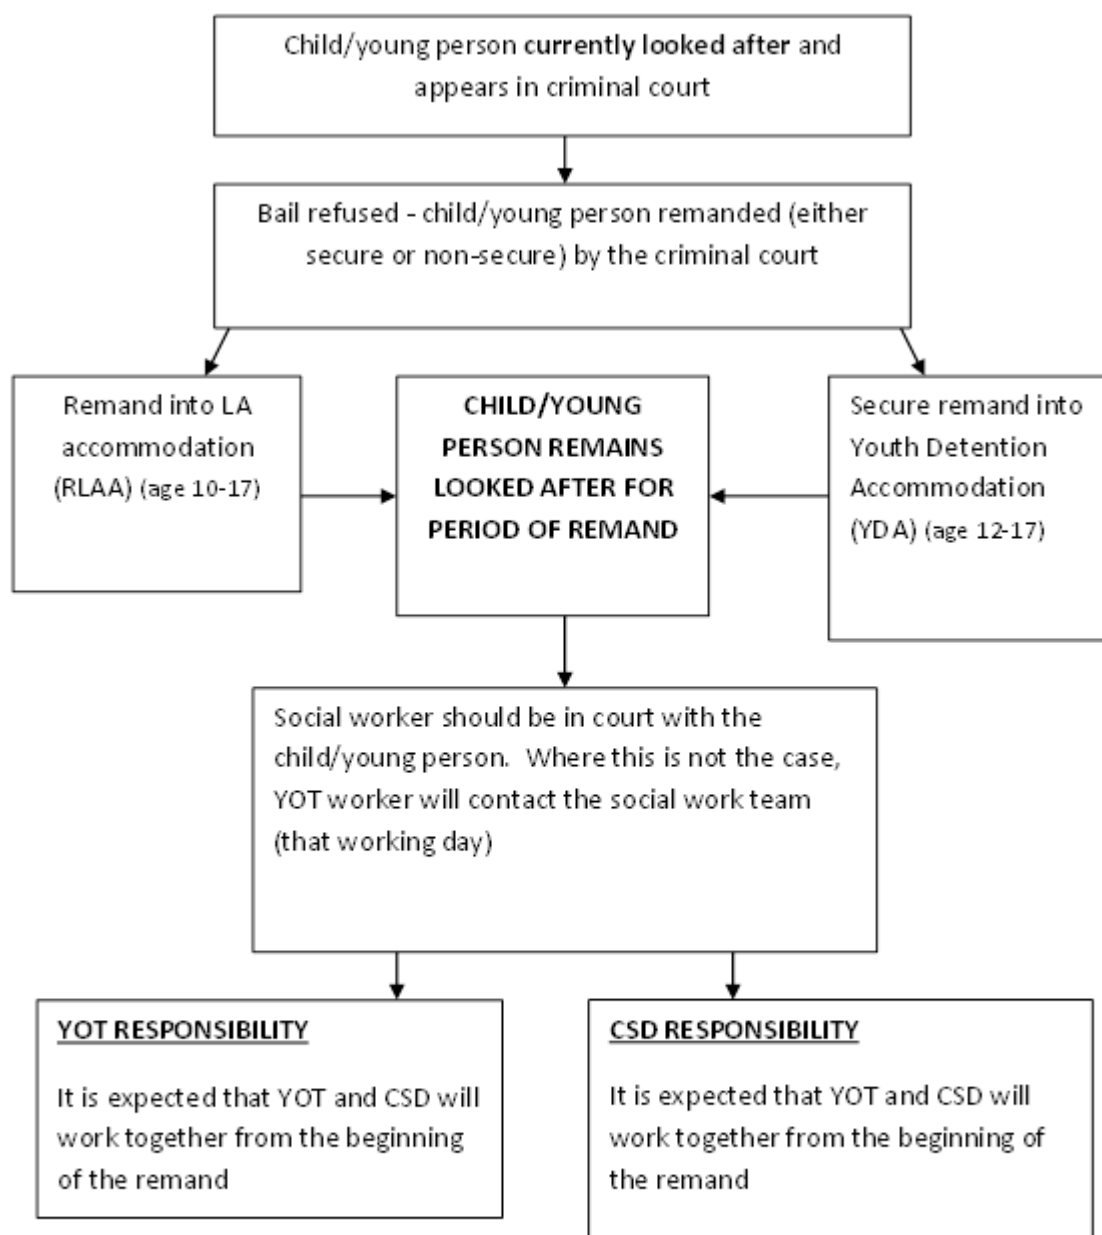 Child/young person currently looked after and
appears in criminal court
Bail refused - child/young person remanded (either
secure or non-secure) by the criminal court
Remand into LA
accommodation
(RLAA) (age 10-17)
CHILD/YOUNG
PERSON REMAINS
LOOKED AFTER FOR
PERIOD OF REMAND
Secure remand into
Youth Detention
Accommodation
(YDA) (age 12-17)
Social worker should be in court with the
child/young person.  Where this is not the case,
YOT worker will contact the social work team
(that working day)
YOT RESPONSIBILITY
It is expected that YOT and CSD will
work together from the beginning
of the remand
CSD RESPONSIBILITY
It is expected that YOT and CSD will
work together from the beginning of
the remand